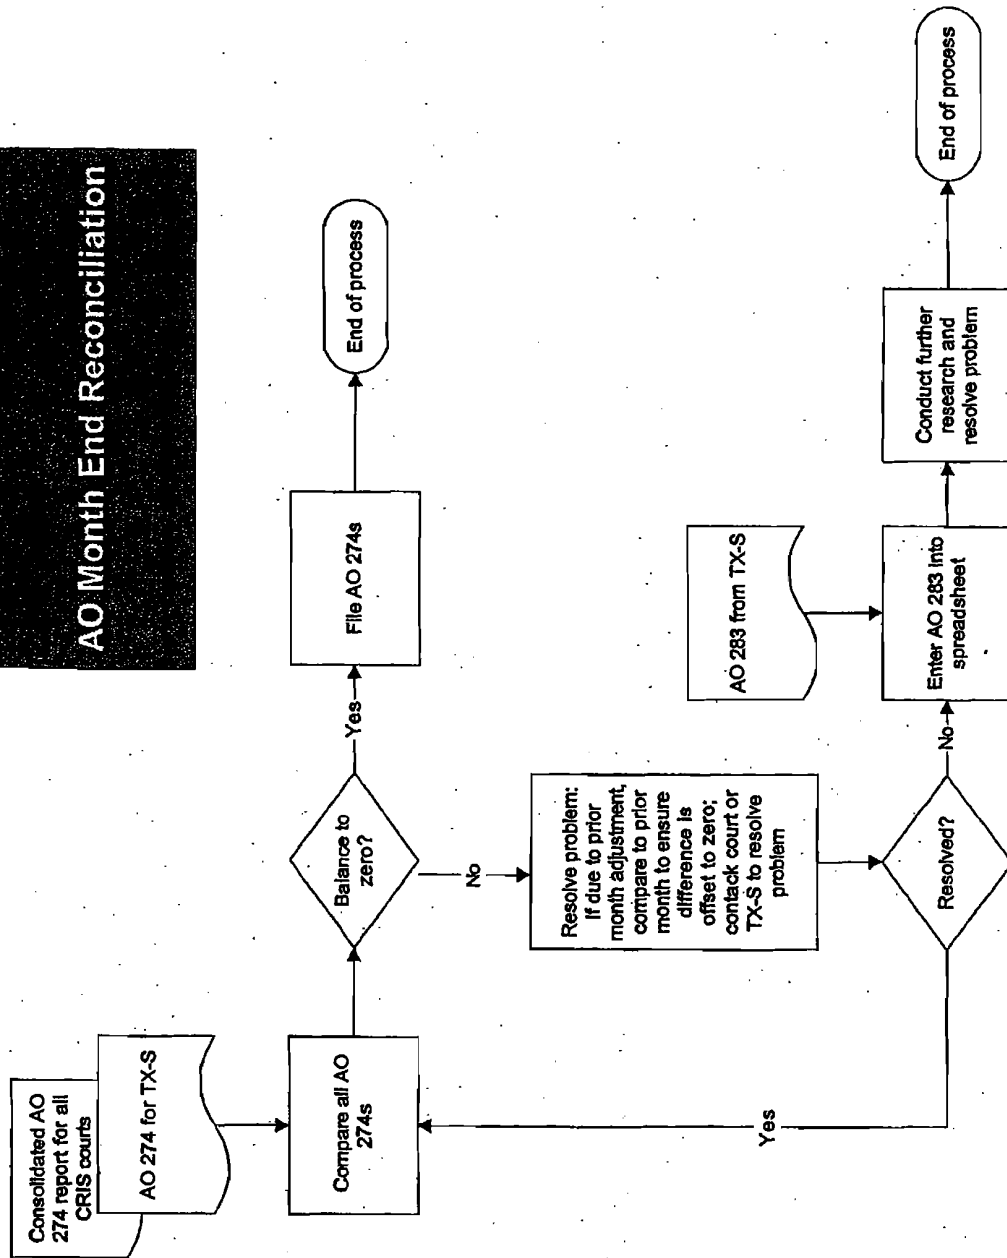 AO Month End Reconciliation
Consolidated AO
274 report for all
CRIS courts
AO 274 for TX-S
Compare all AO
274s
Balance to
zero?
Yes
File AO 274s
End of process
No
Resolve problem:
If due to prior
month adjustment,
compare to prior
month to ensure
difference is
offset to zero;
contack court or
TX-S to resolve
problem
Resolved?
Yes
No
AO 283 from TX-S
Enter AO 283 into
spreadsheet
Conduct further
research and
resolve problem
End of process